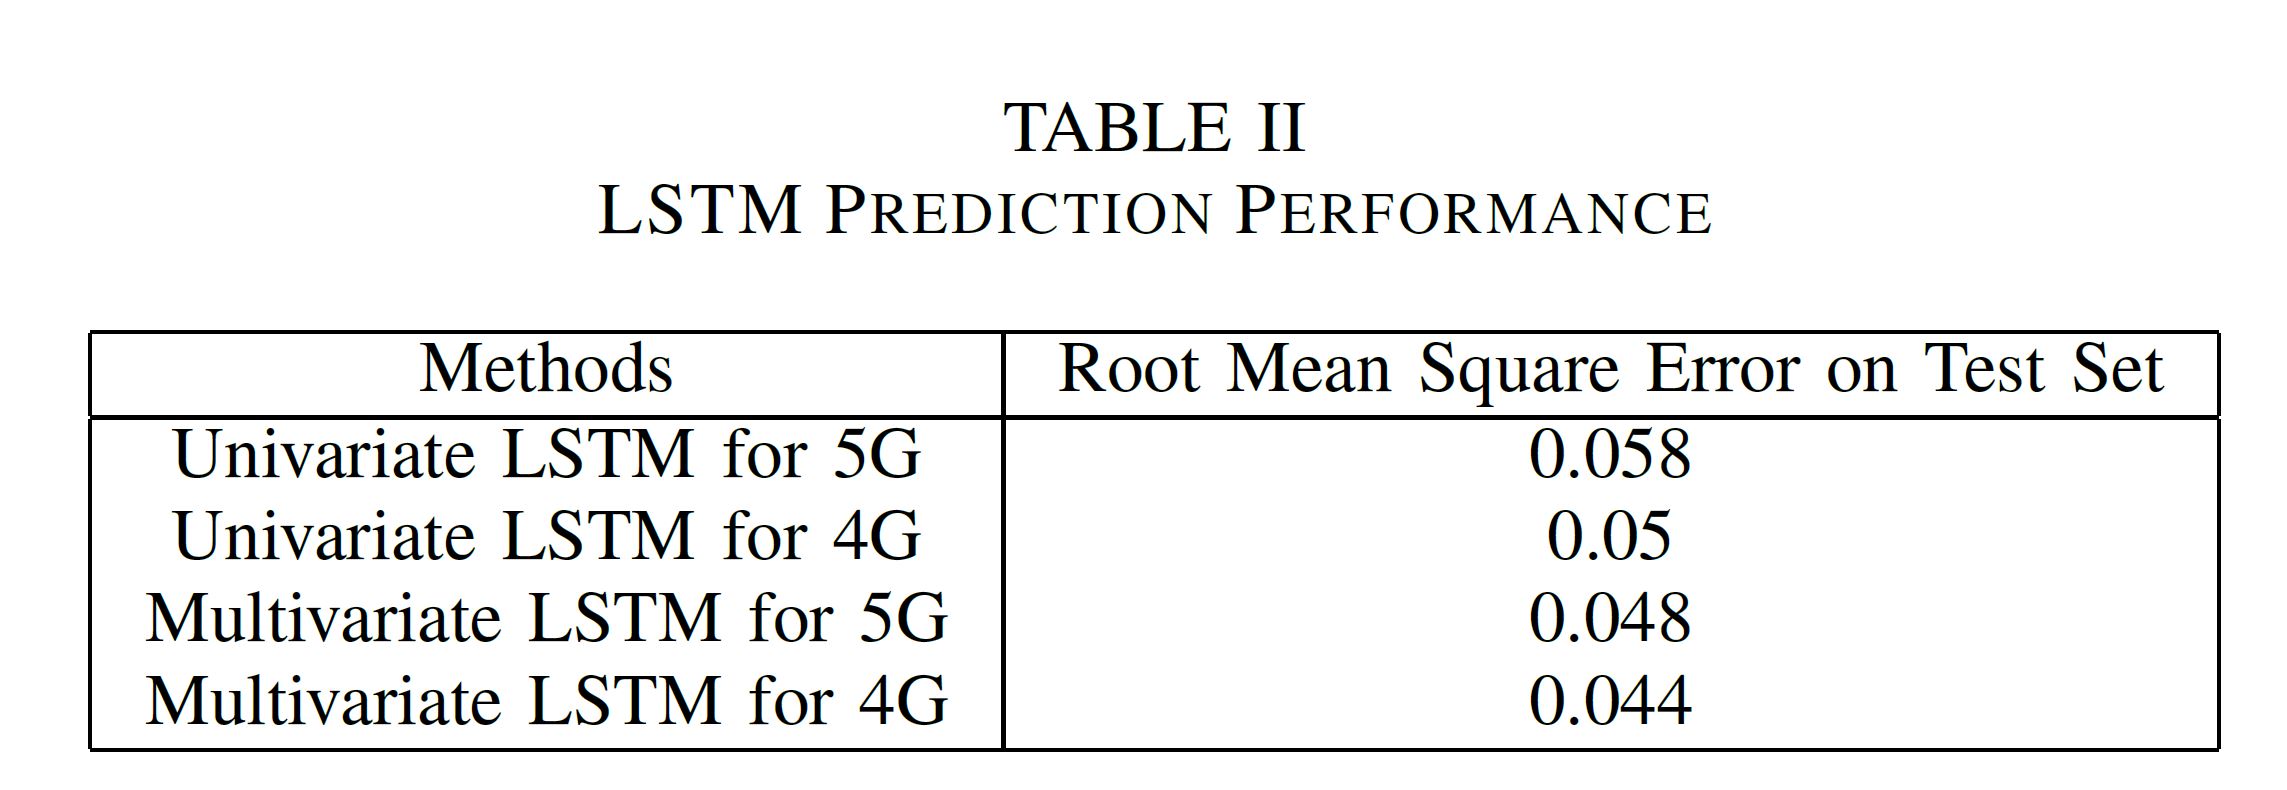 TABLE II
LSTM PREDICTION PERFORMANCE
Methods Root Mean Square Error on Test Set
Univariate LSTM for 5G 0.058
Univariate LSTM for 4G 0.05
Multivariate LSTM for 5G 0.048
Multivariate LSTM for 4G 0.044